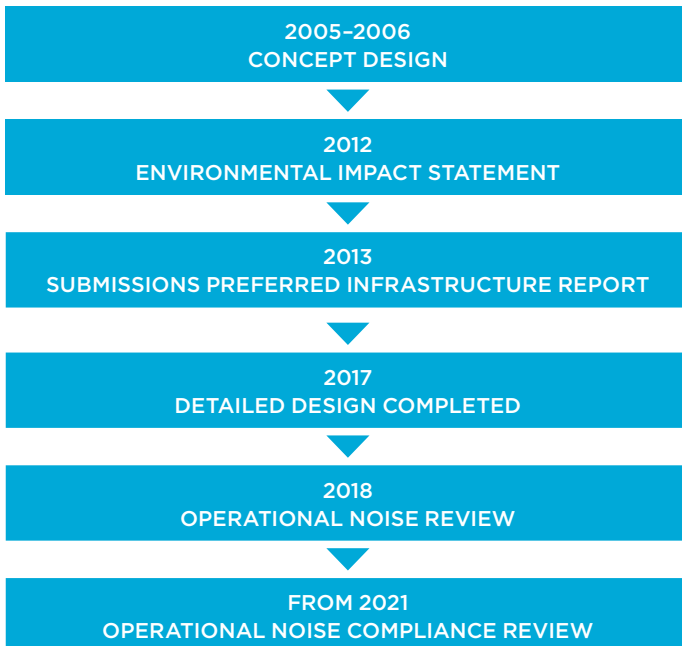 2005–2006
CONCEPT DESIGN
2012
ENVIRONMENTAL IMPACT STATEMENT
2013
SUBMISSIONS PREFERRED INFRASTRUCTURE REPORT
2017
DETAILED DESIGN COMPLETED
2018
OPERATIONAL NOISE REVIEW
FROM 2021
OPERATIONAL NOISE COMPLIANCE REVIEW